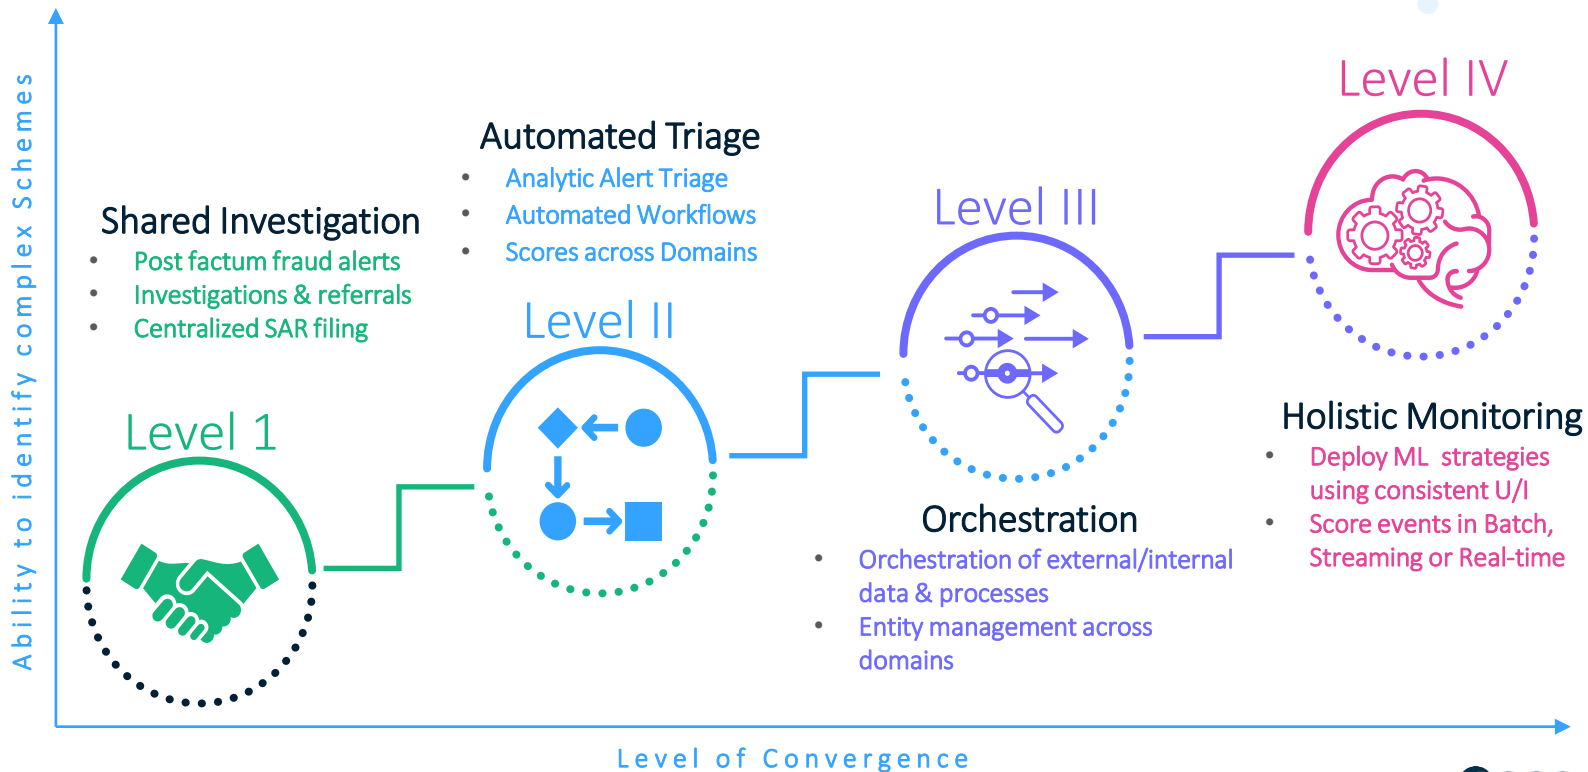 Ability to identify complex Schemes
Shared Investigation
• Post factum fraud alerts
• Investigations & referrals
• Centralized SAR filing
Level 1
Automated Triage
• Analytic Alert Triage
• Automated Workflows
• Scores across Domains
Level II
Level III
Orchestration
• Orchestration of external/internal
data & processes
• Entity management across
domains
Level IV
Holistic Monitoring
• Deploy ML strategies
using consistent U/I
• Score events in Batch,
Streaming or Real-time
Level of Convergence